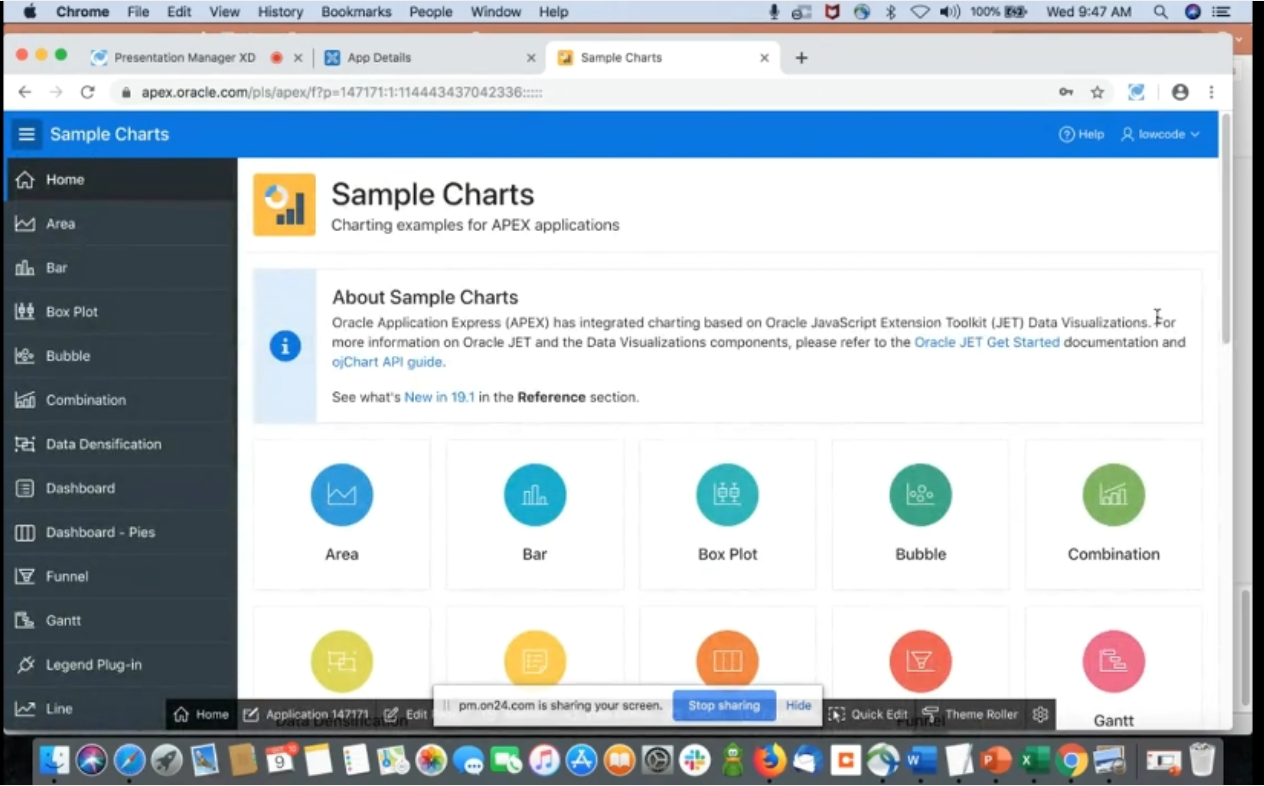 Chrome File Edit View History Bookmarks People Window Help 100% Wed 9:47 AM
Presentation Manager XD App Details Sample Charts
apex.oracle.com/pls/apex/f?p=147171:1:114443437042336:::::
Sample Charts Help lowcode
Home
Area
Bar
Box Plot
Bubble
Combination
Data Densification
Dashboard
Dashboard - Pies
Funnel
Gantt
Legend Plug-in
Line
Sample Charts
Charting examples for APEX applications
About Sample Charts
Oracle Application Express (APEX) has integrated charting based on Oracle JavaScript Extension Toolkit (JET) Data Visualizations. For
more information on Oracle JET and the Data Visualizations components, please refer to the Oracle JET Get Started documentation and
ojChart API guide.
See what's New in 19.1 in the Reference section.
Area Bar Box Plot Bubble Combination
Data Densification Funnel Gantt
Home Application 147171 Edit Quick Edit Theme Roller
pm.on24.com is sharing your screen. Stop sharing Hide
9
W P X